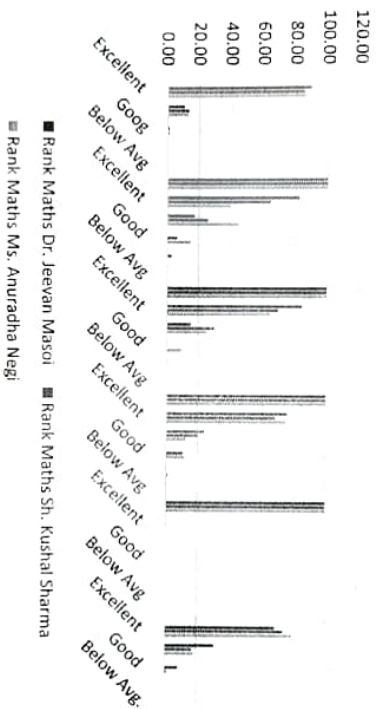 120.00
100.00
80.00
60.00
40.00
20.00
0.00
Excellent
Goog
Below Avg
Excellent
Good
Below Avg.
Excellent
Good
Below Avg
Excellent
Good
Below Avg
Excellent
Good
Below Avg
Excellent
Good
Below Avg.
Rank Maths Dr. Jeevan Masoi
Rank Maths Sh. Kushal Sharma
Rank Maths Ms. Anuradha Negi